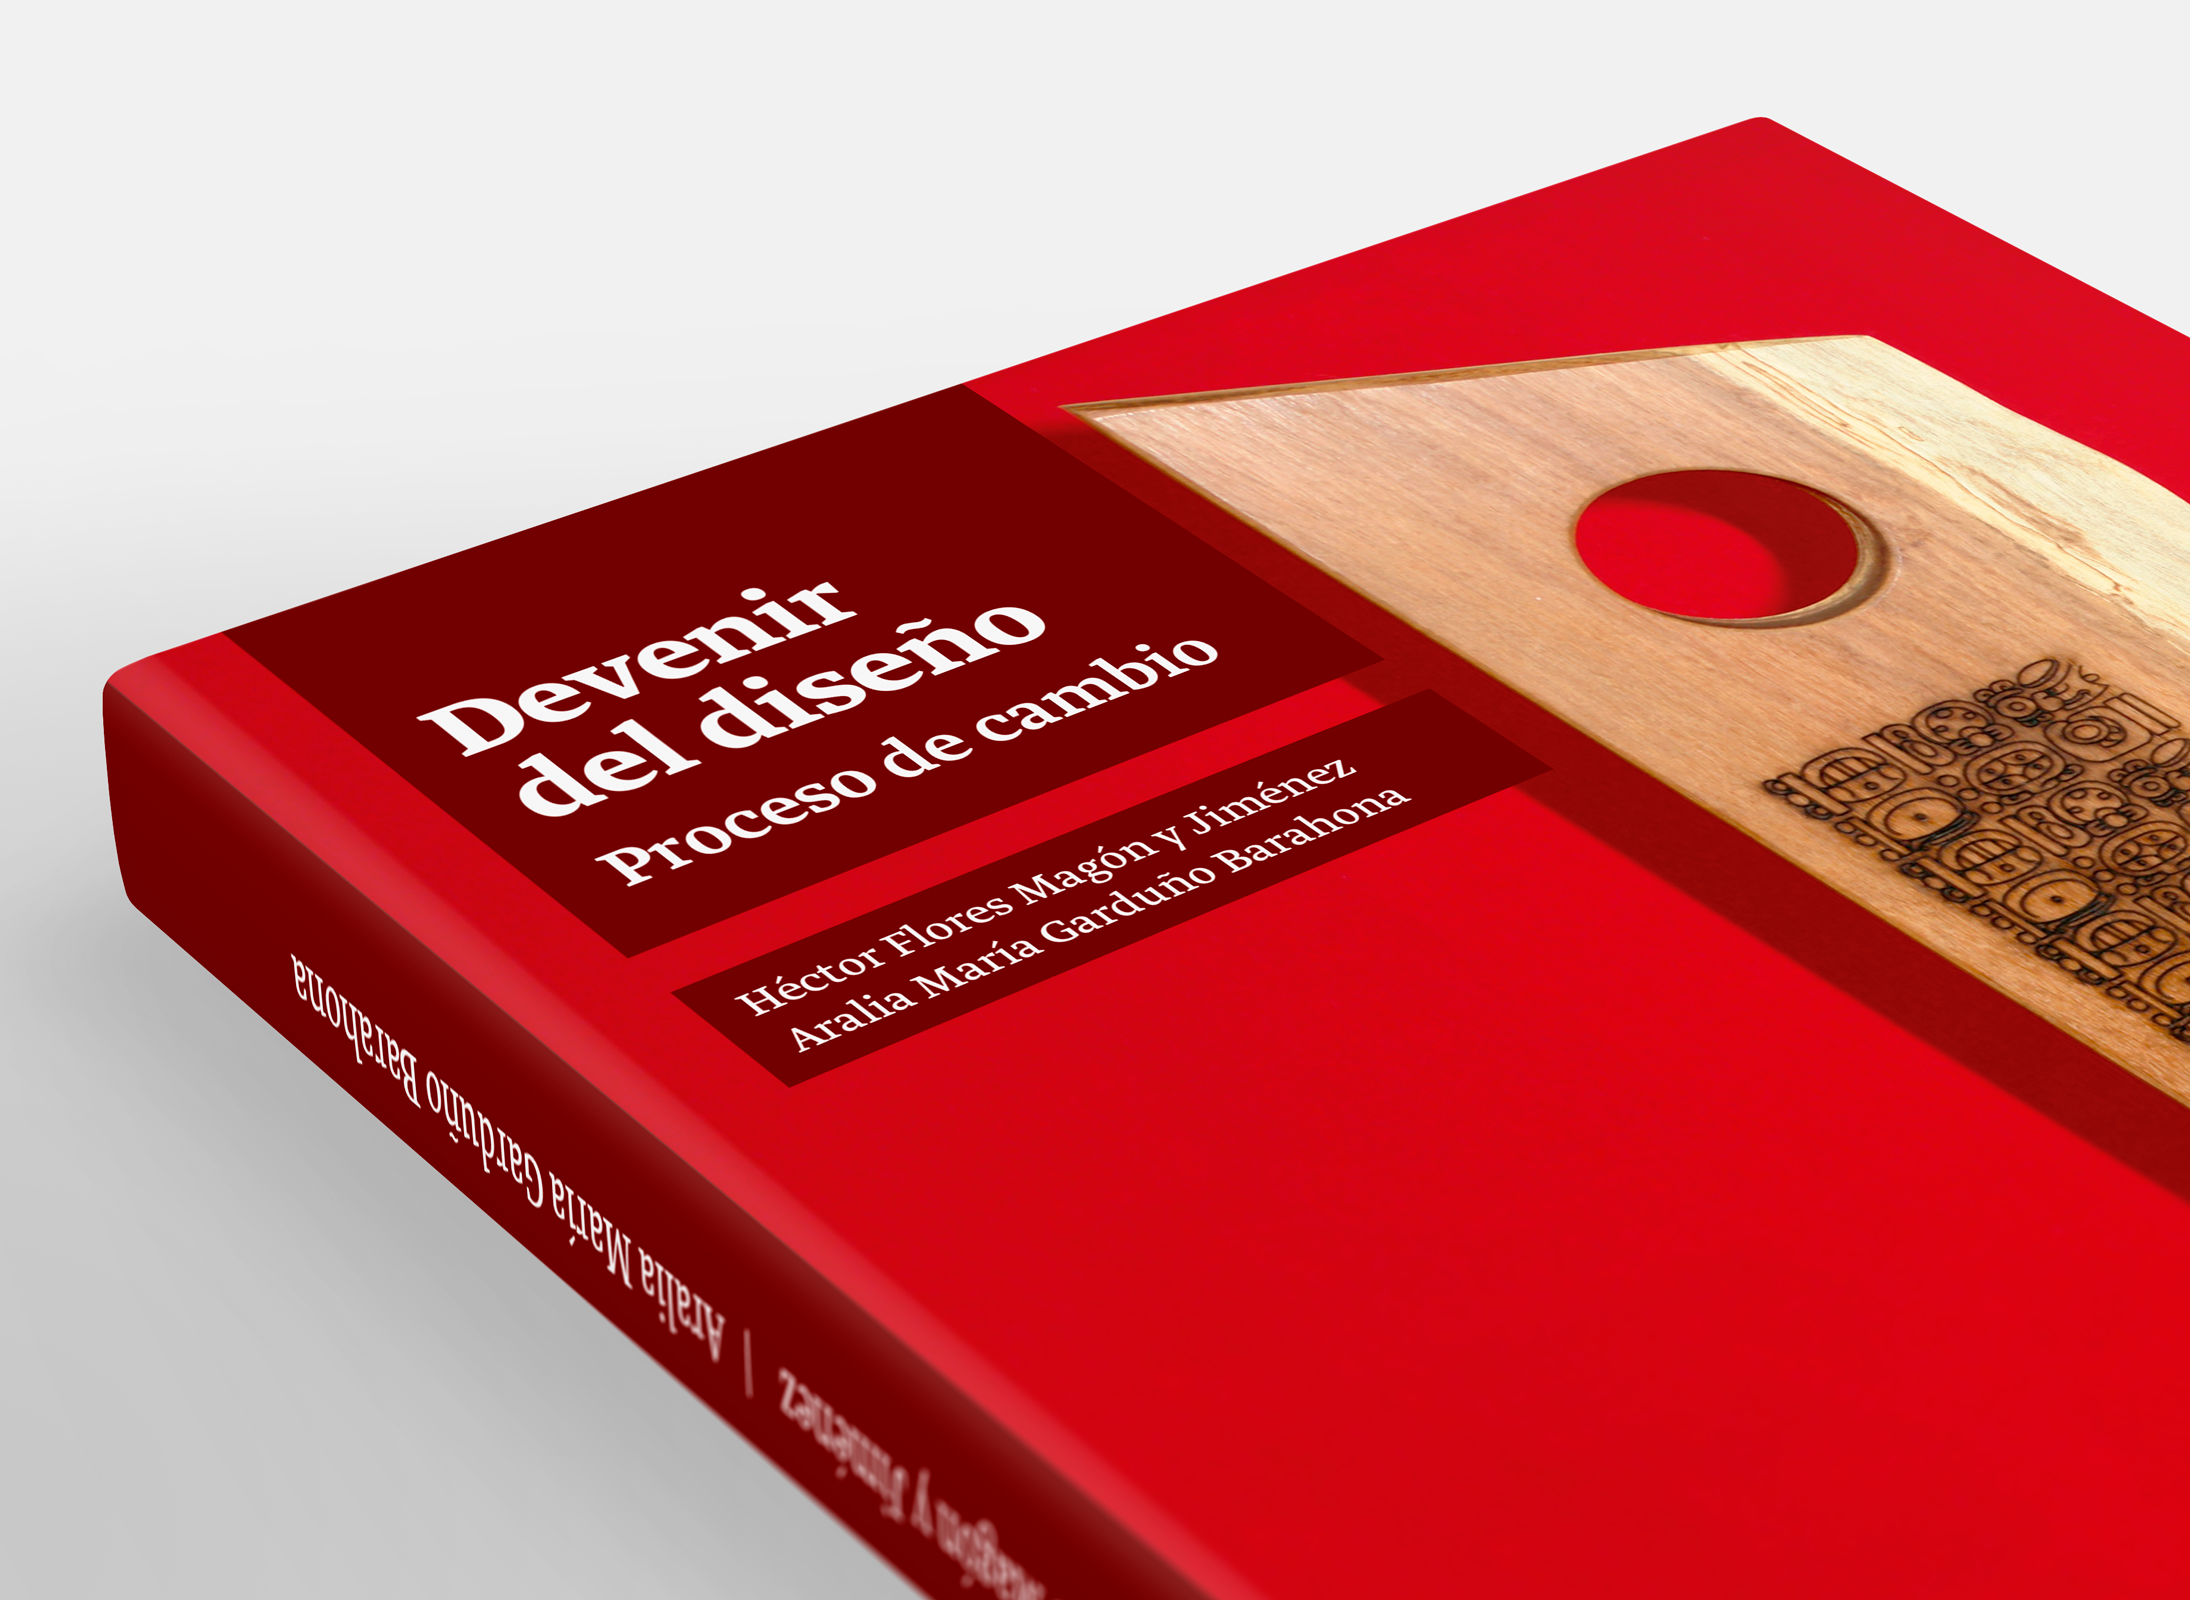 Devenir
del diseño
Proceso de cambio
Héctor Flores Magón y Jiménez
Aralia María Garduño Barahona
y Jiménez | Aralia María Garduño Barahona